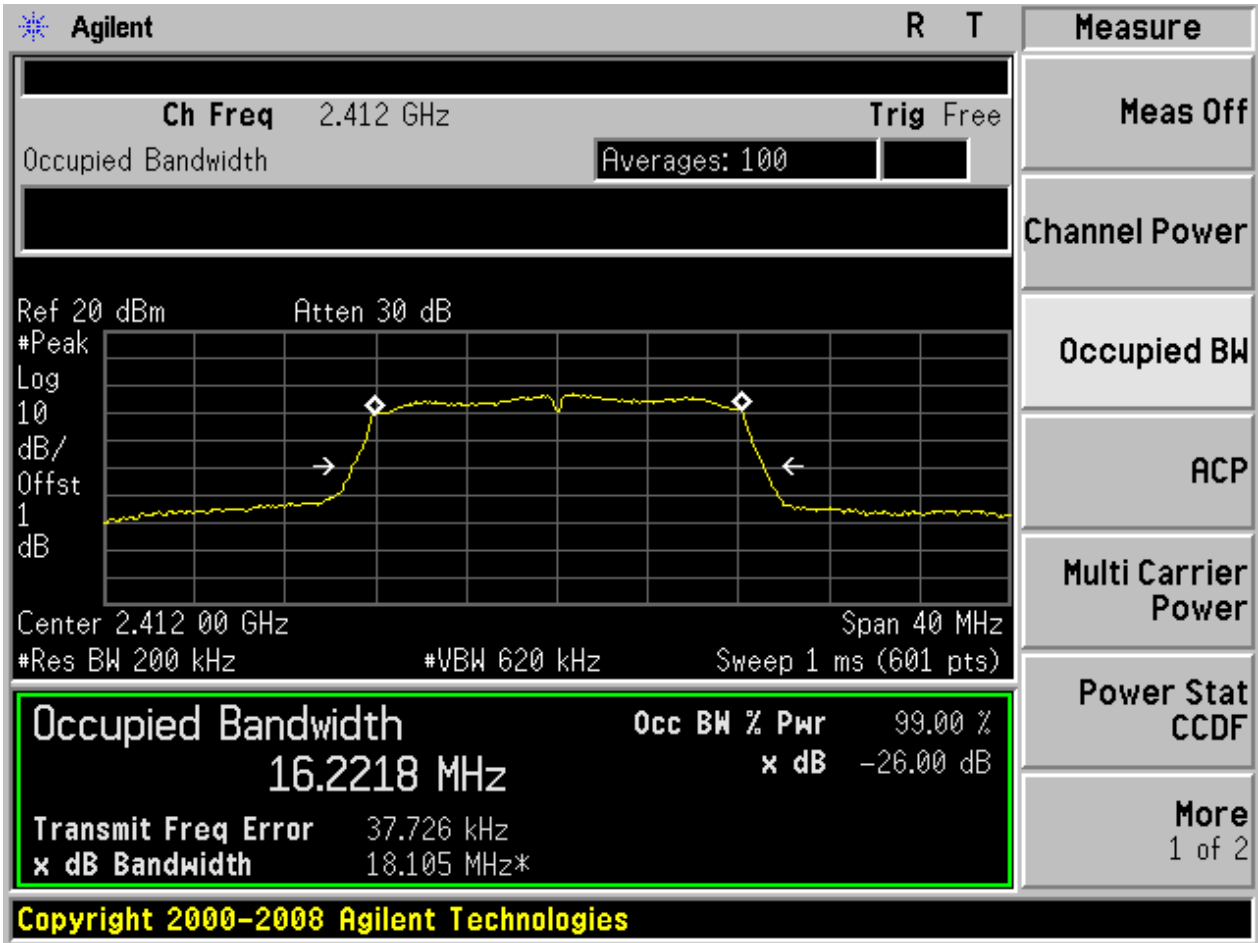 Agilent R T
Measure
Ch Freq 2.412 GHz Trig Free
Occupied Bandwidth Averages: 100
Ref 20 dBm Atten 30 dB
#Peak
Log
10
dB/
Offst
1
dB
Center 2.412 00 GHz Span 40 MHz
#Res BW 200 kHz #VBW 620 kHz Sweep 1 ms (601 pts)
Occupied Bandwidth
16.2218 MHz
Occ BW % Pwr 99.00 %
x dB -26.00 dB
Transmit Freq Error 37.726 kHz
x dB Bandwidth 18.105 MHz*
Meas Off
Channel Power
Occupied BW
ACP
Multi Carrier
Power
Power Stat
CCDF
More
1 of 2
Copyright 2000-2008 Agilent Technologies